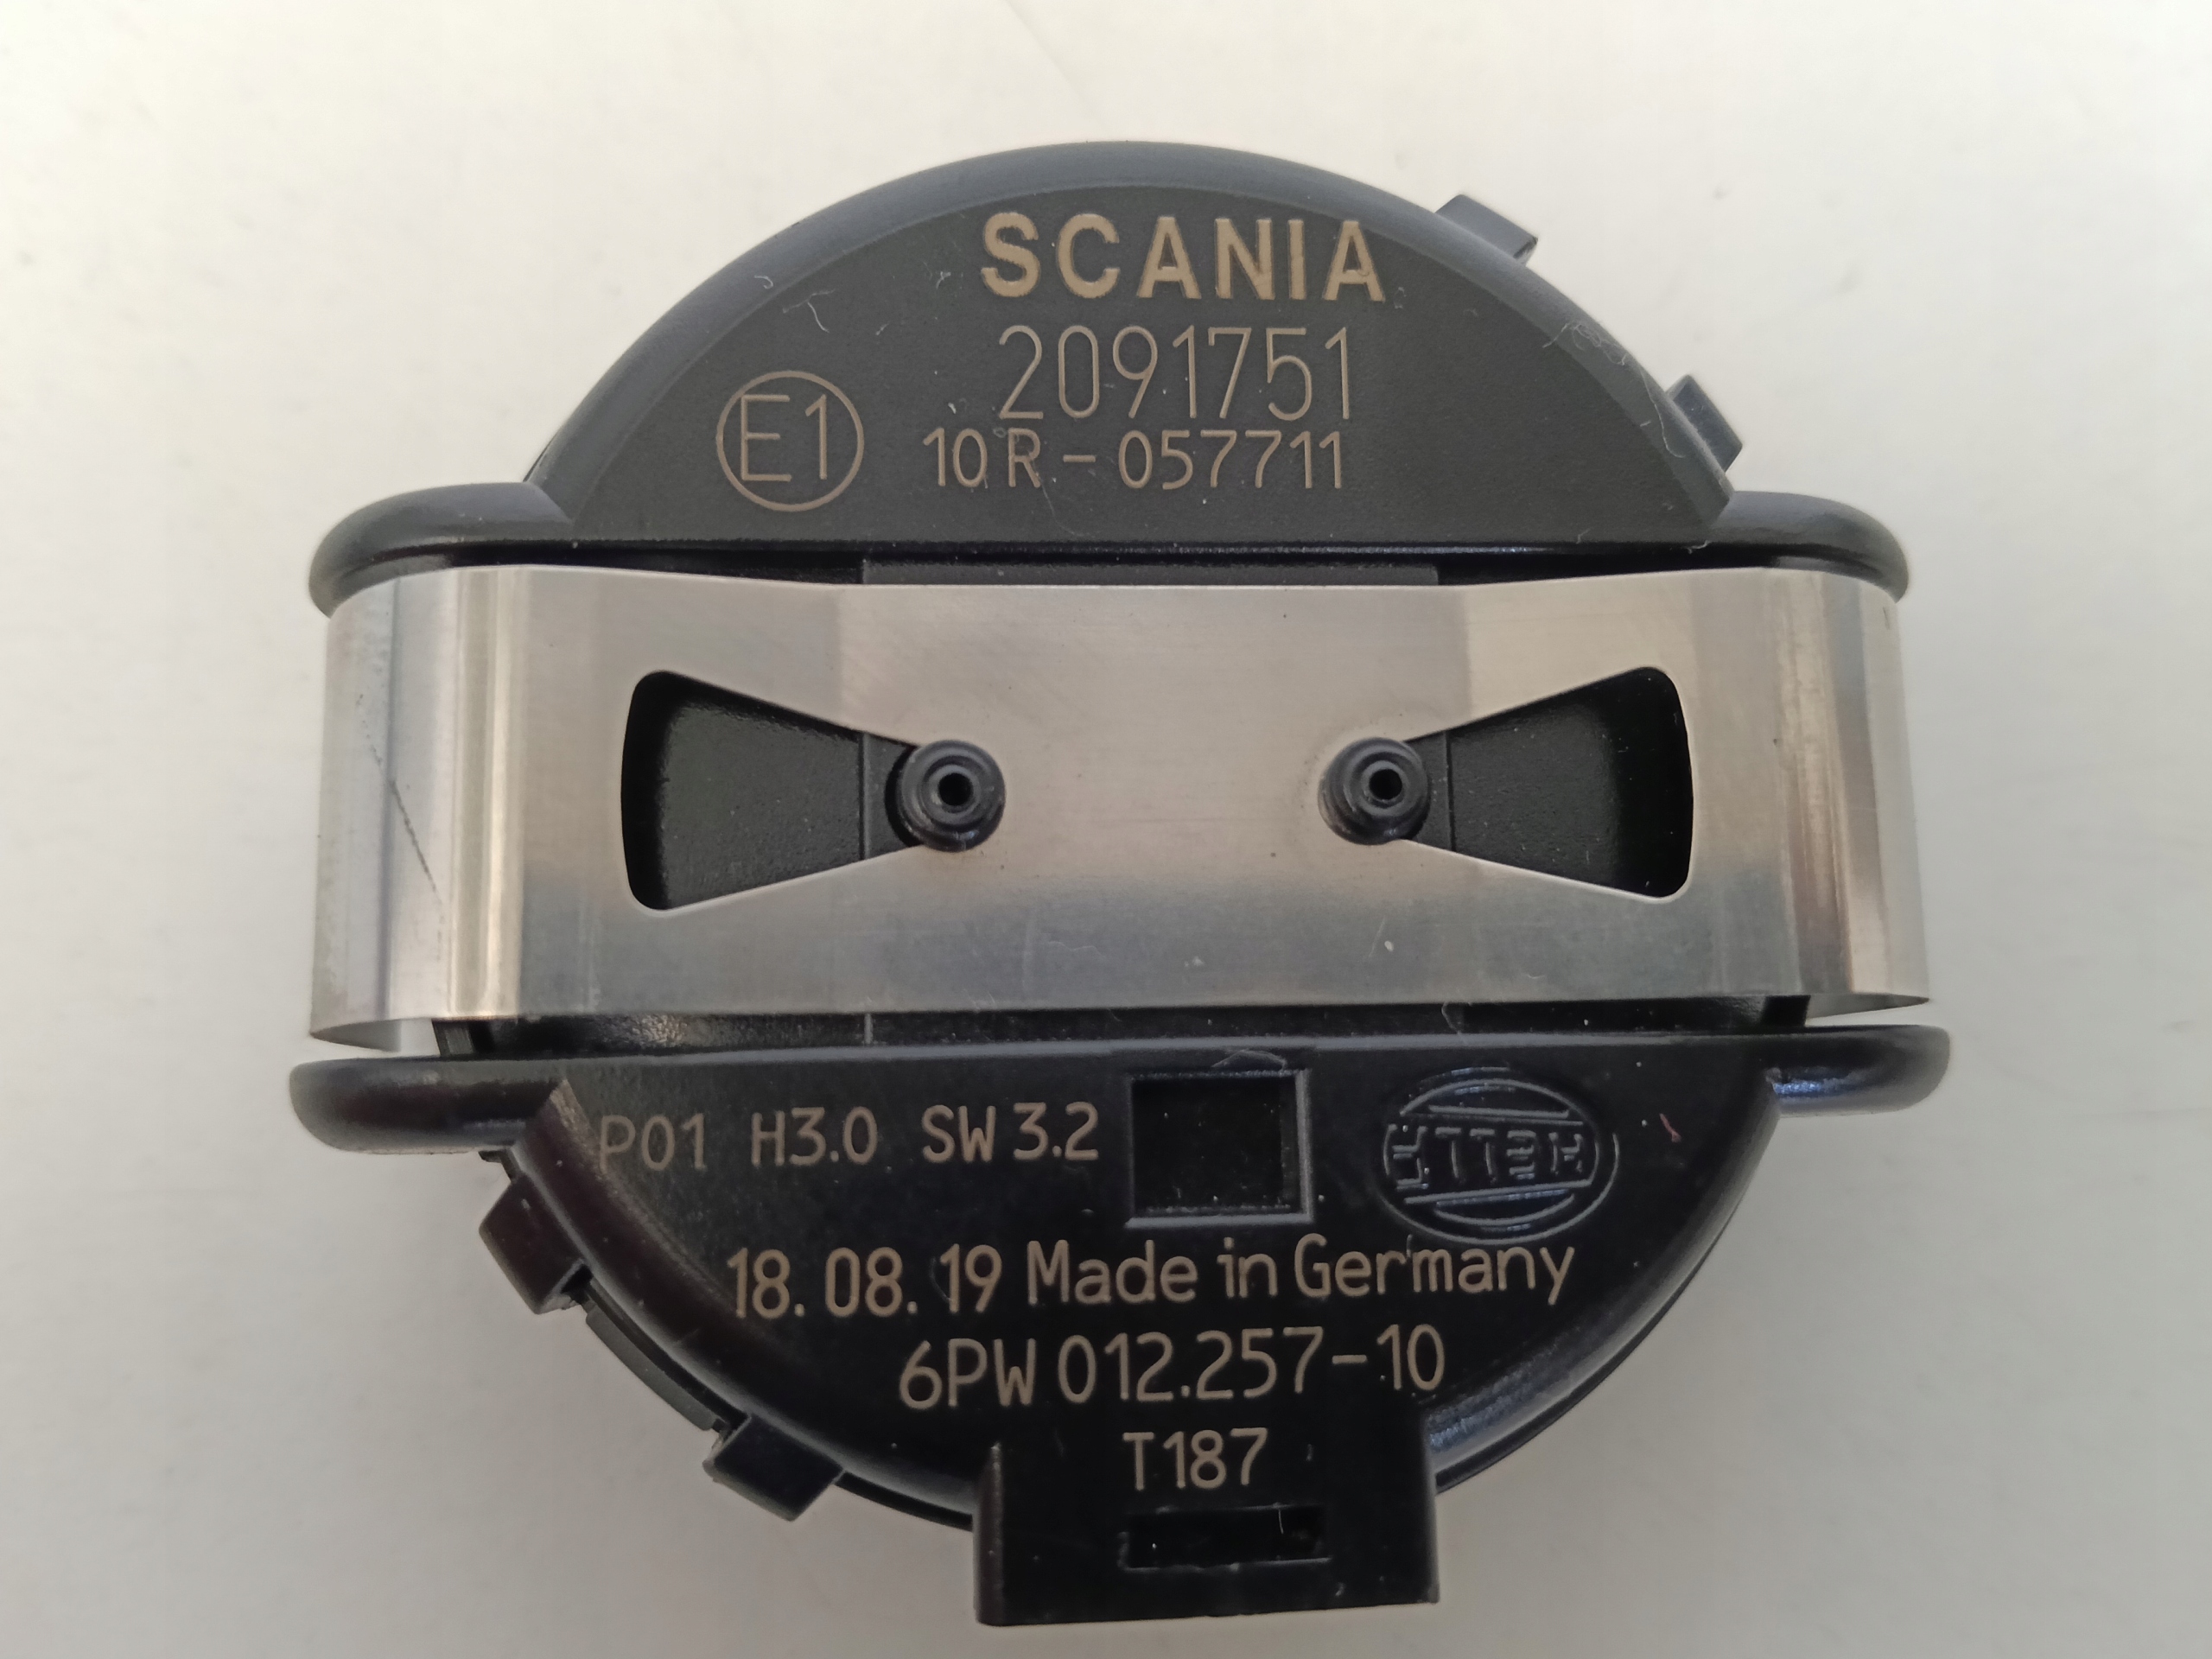 SCANIA
2091751
E1 10R-057711
P01 H3.0 SW 3.2
HELLA
18.08.19 Made in Germany
6PW 012.257-10
T187